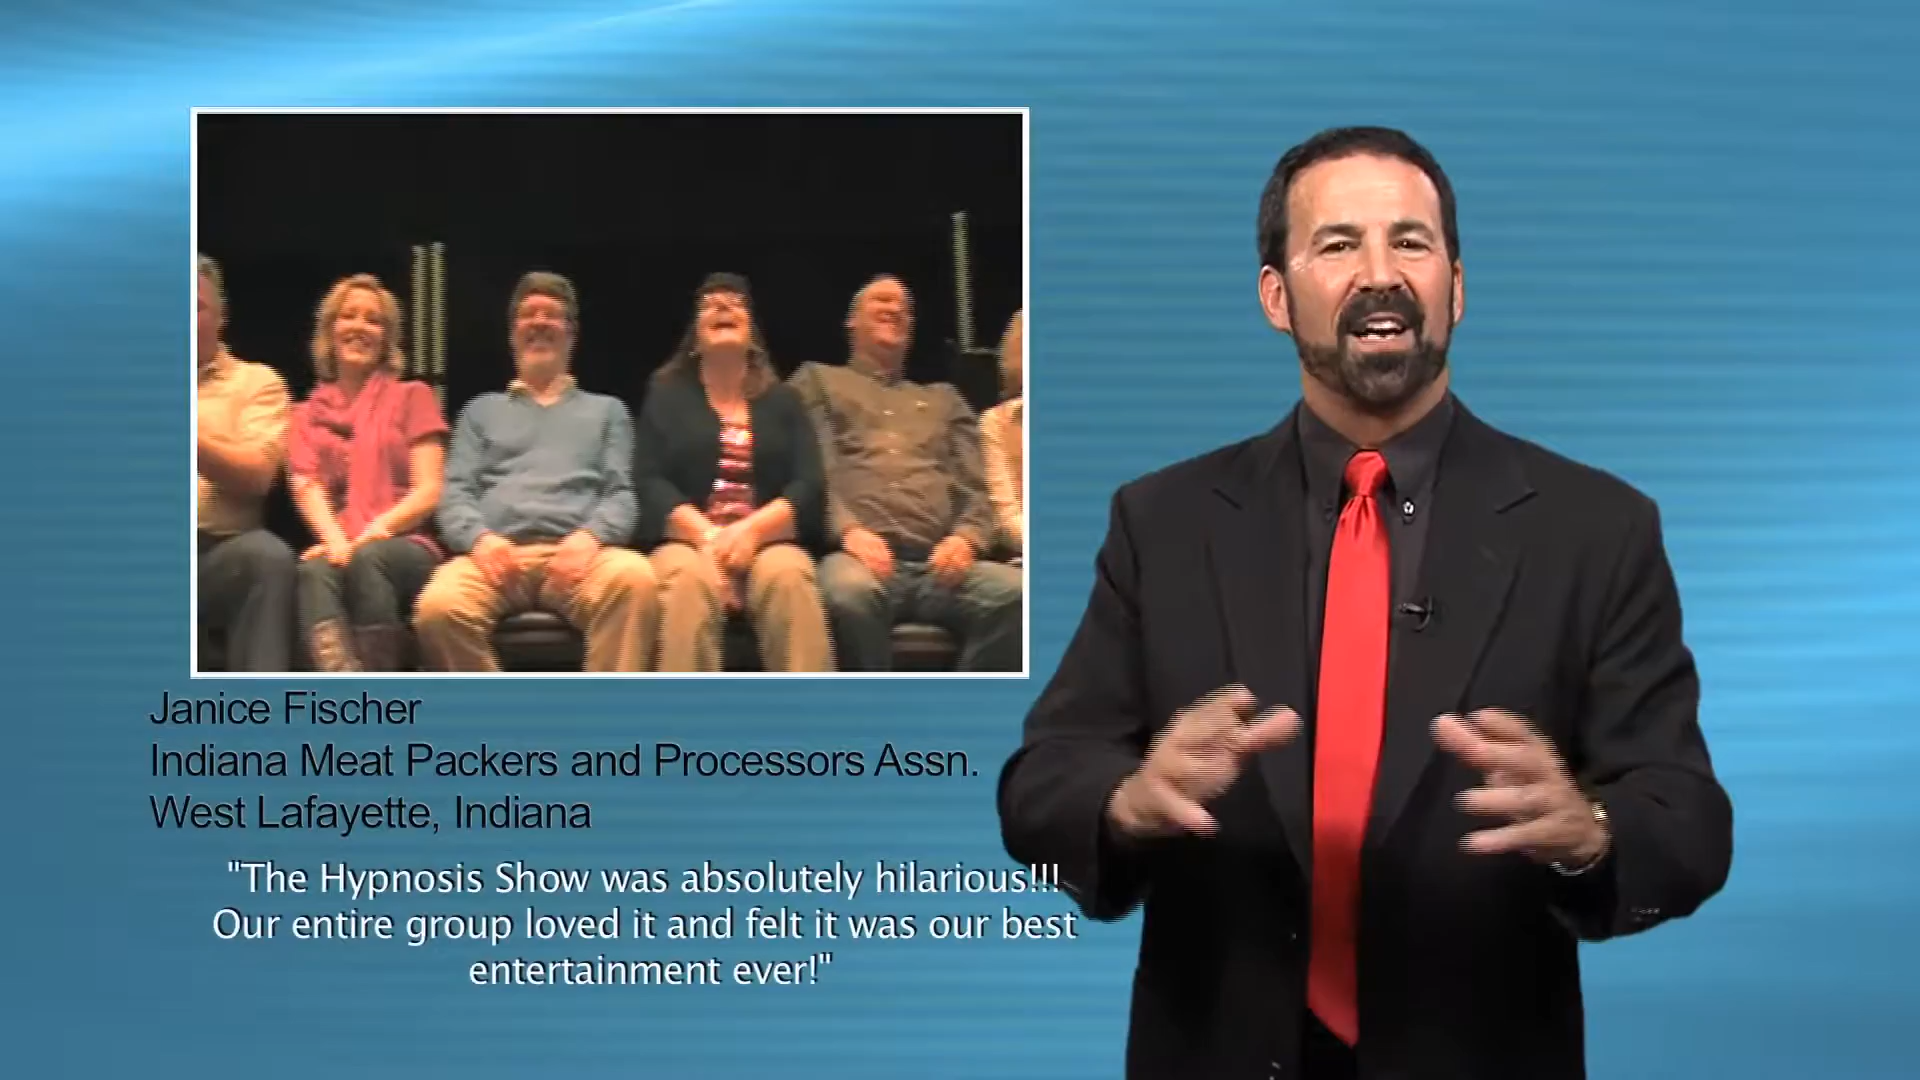 Janice Fischer
Indiana Meat Packers and Processors Assn.
West Lafayette, Indiana
"The Hypnosis Show was absolutely hilarious!!!
Our entire group loved it and felt it was our best
entertainment ever!"